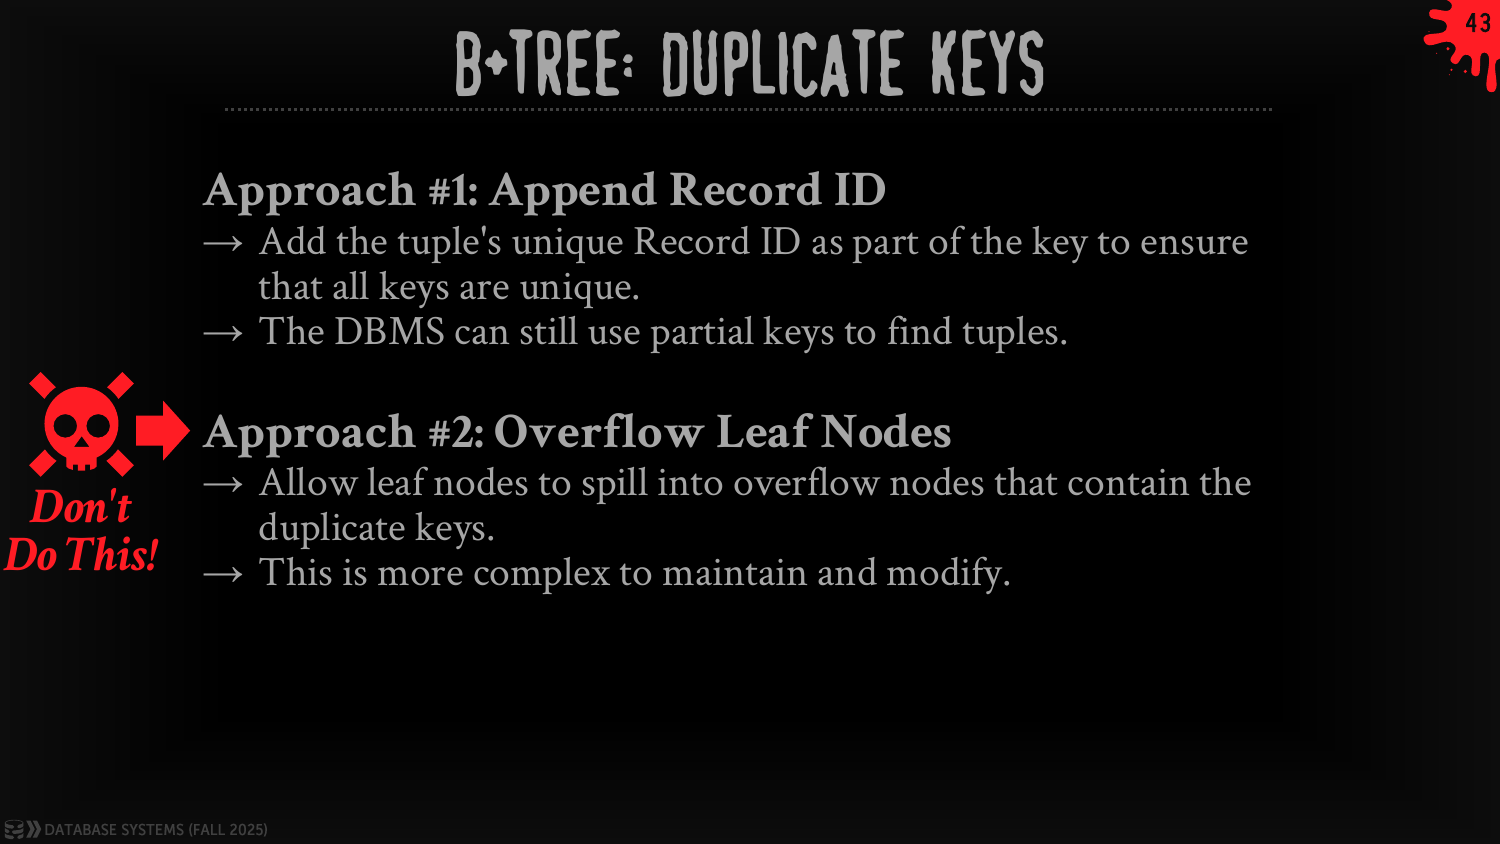 43
B+TREE: DUPLICATE KEYS
Approach #1: Append Record ID
→ Add the tuple's unique Record ID as part of the key to ensure
that all keys are unique.
→ The DBMS can still use partial keys to find tuples.
Approach #2: Overflow Leaf Nodes
→ Allow leaf nodes to spill into overflow nodes that contain the
duplicate keys.
→ This is more complex to maintain and modify.
Don't
Do This!
DATABASE SYSTEMS (FALL 2025)